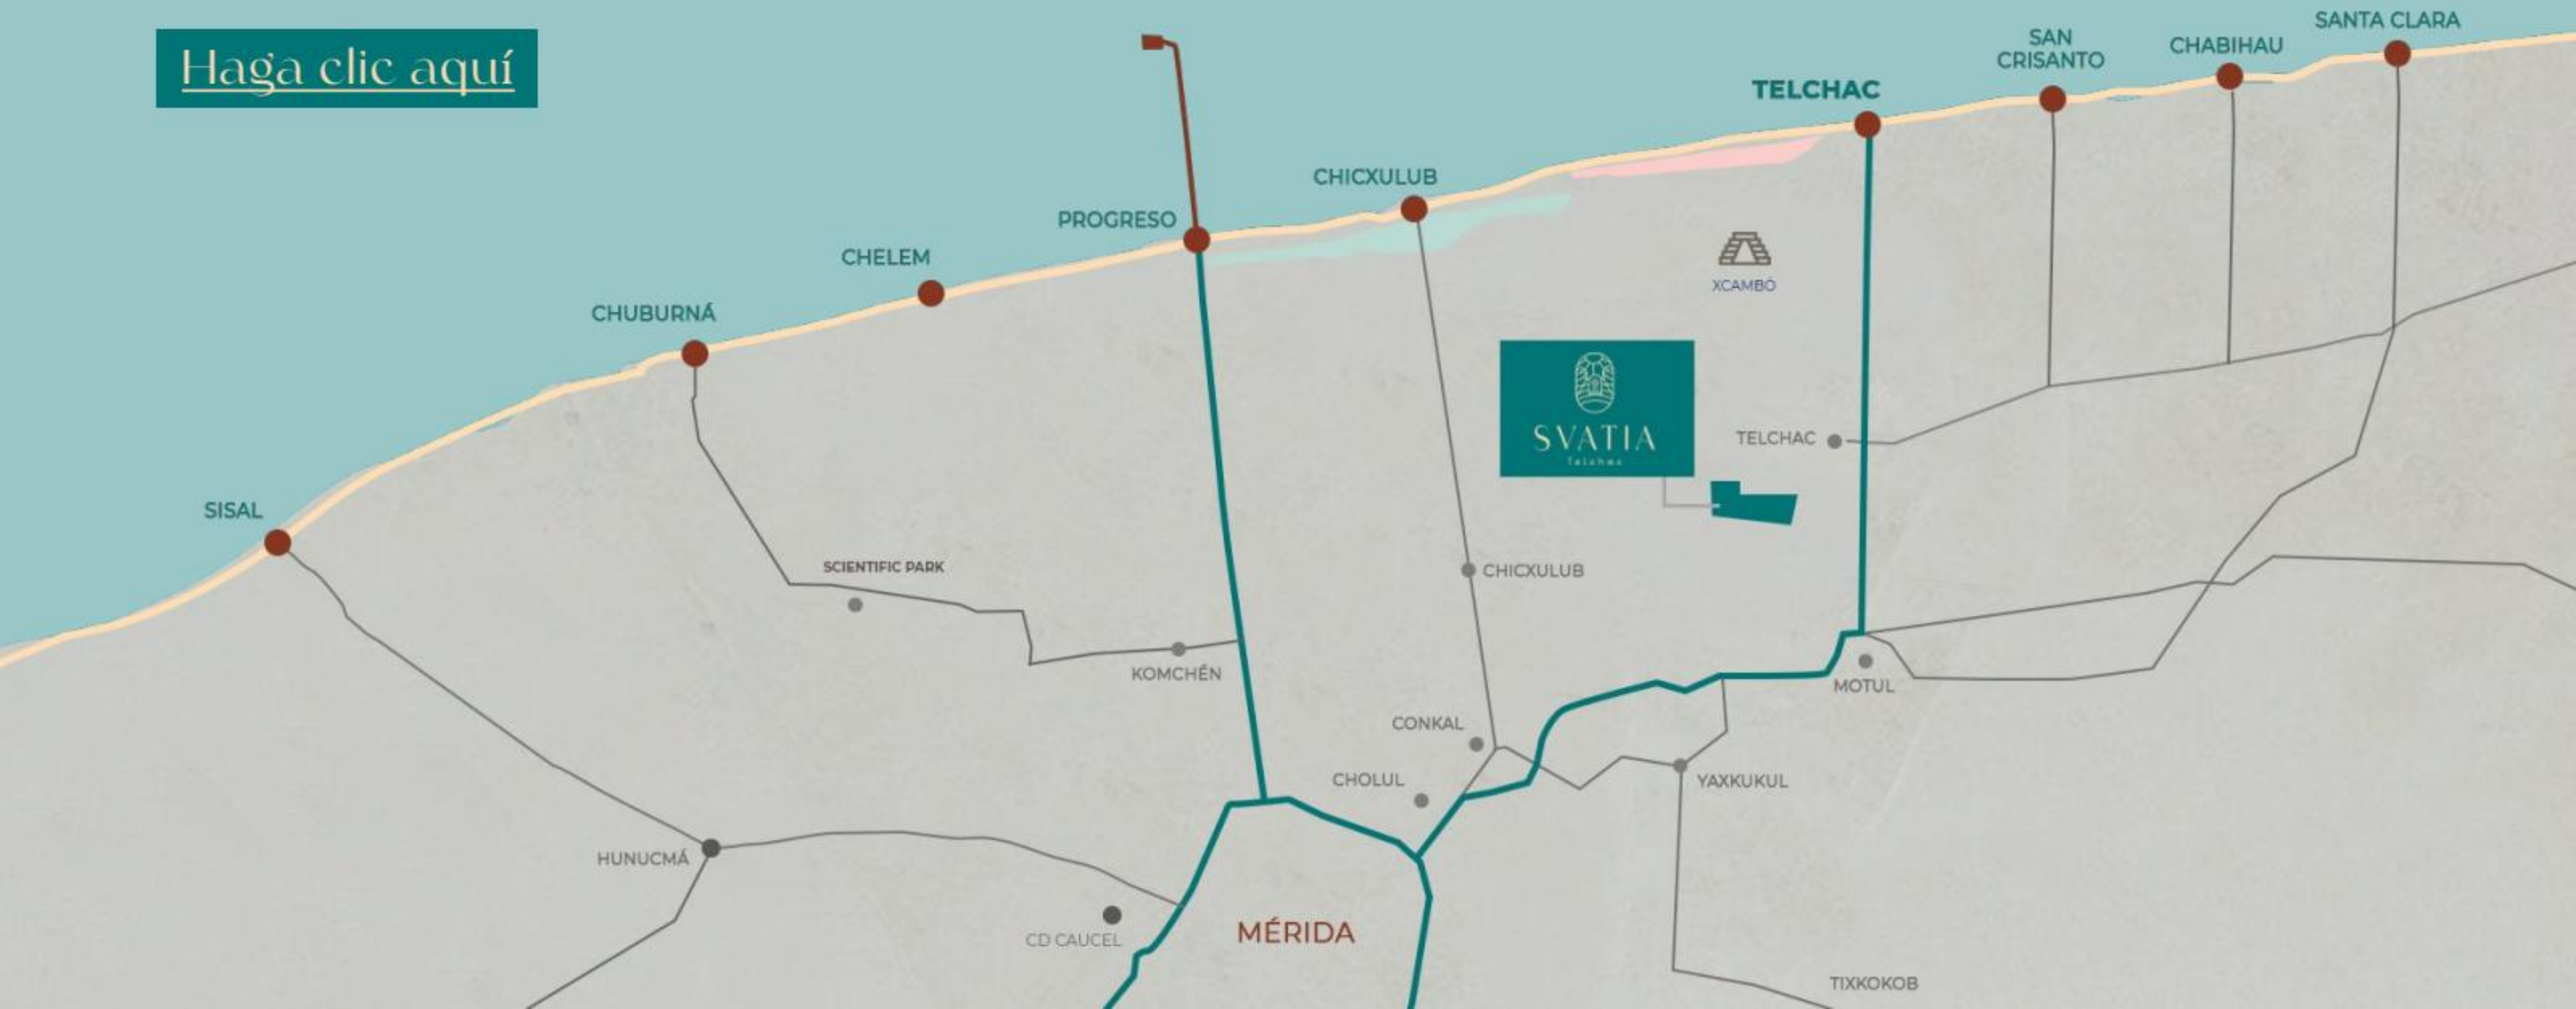 Haga clic aquí
SANTA CLARA
SAN
CRISANTO
CHABIHAU
TELCHAC
CHICXULUB
PROGRESO
CHELEM
CHUBURNÁ
XCAMBÓ
SVATIA
Telchac
TELCHAC
SISAL
SCIENTIFIC PARK
CHICXULUB
KOMCHÉN
MOTUL
CONKAL
CHOLUL
YAXKUKUL
HUNUCMÁ
CD CAUCEL
MÉRIDA
TIXKOKOB